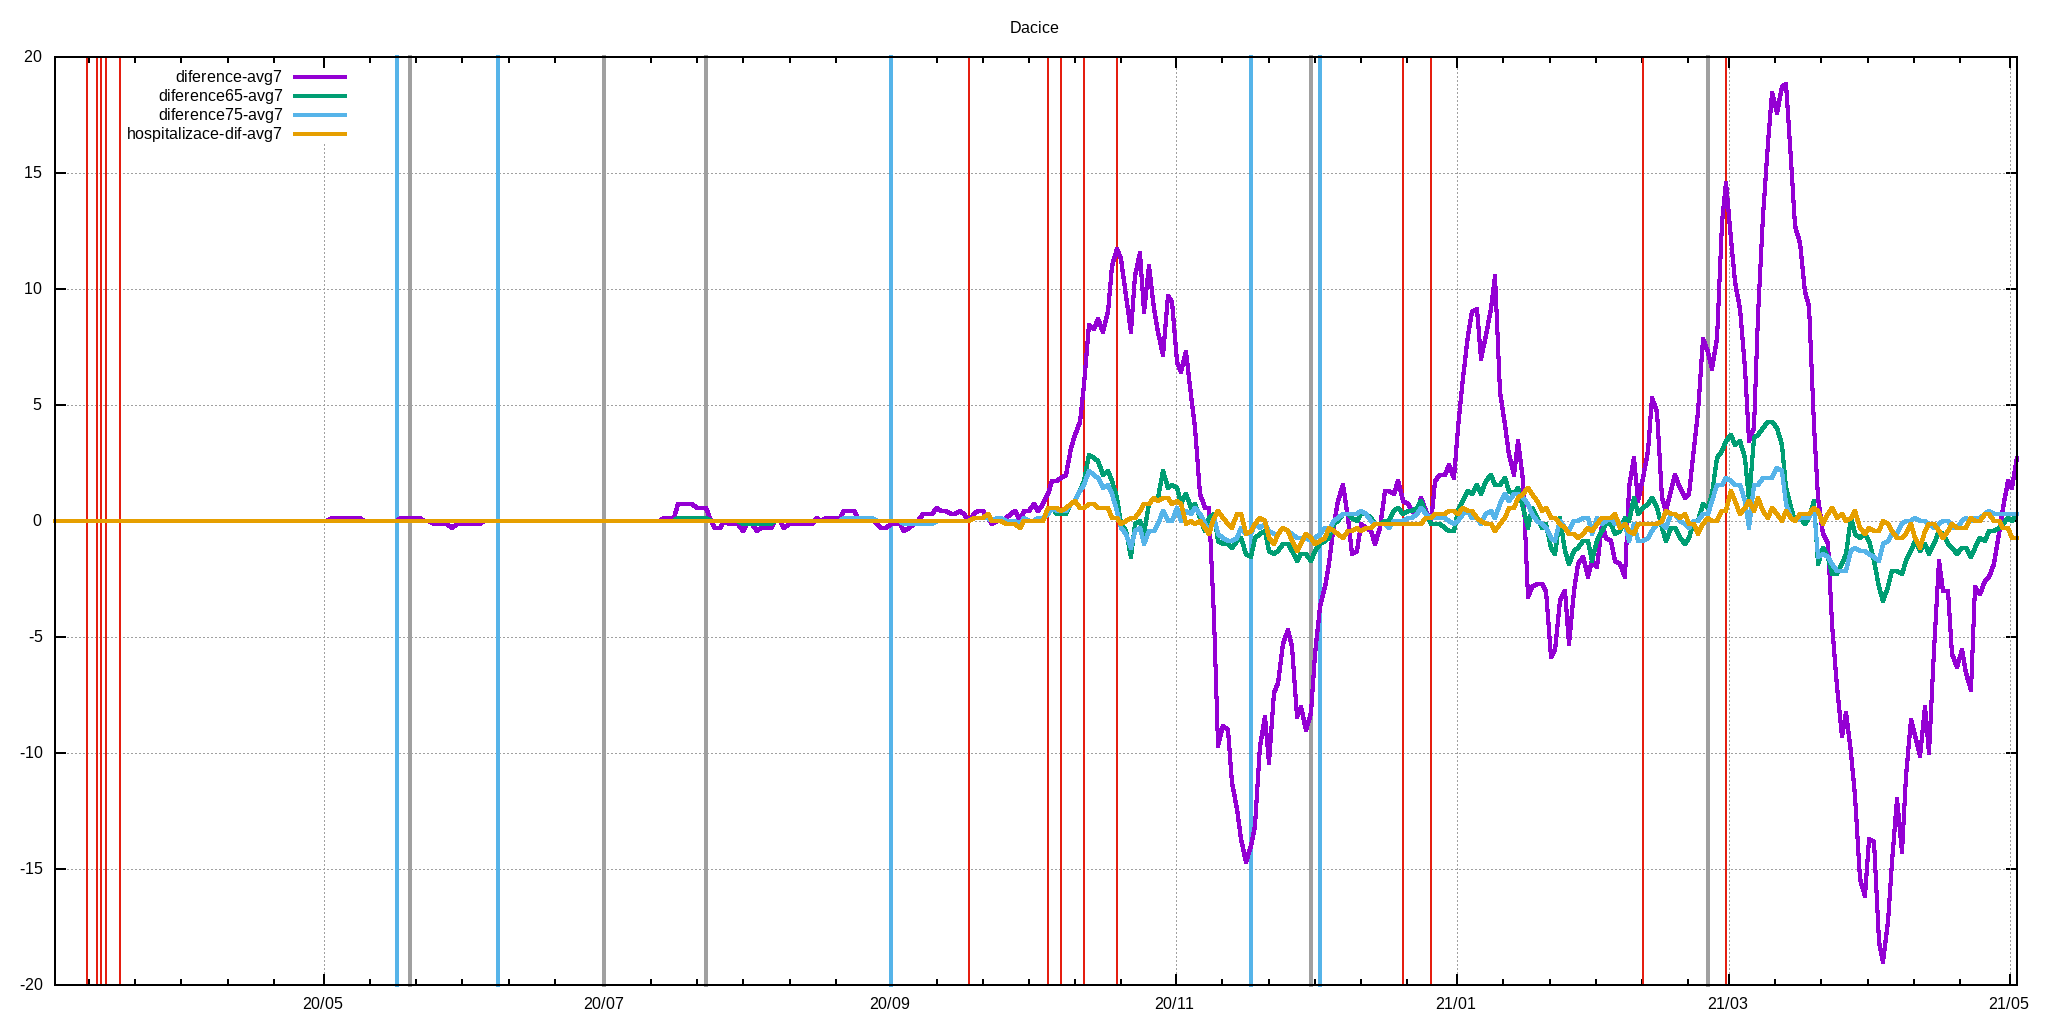 Dacice
20
15
10
5
0
-5
-10
-15
-20
diference-avg7
diference65-avg7
diference75-avg7
hospitalizace-dif-avg7
20/05 20/07 20/09 20/11 21/01 21/03 21/05